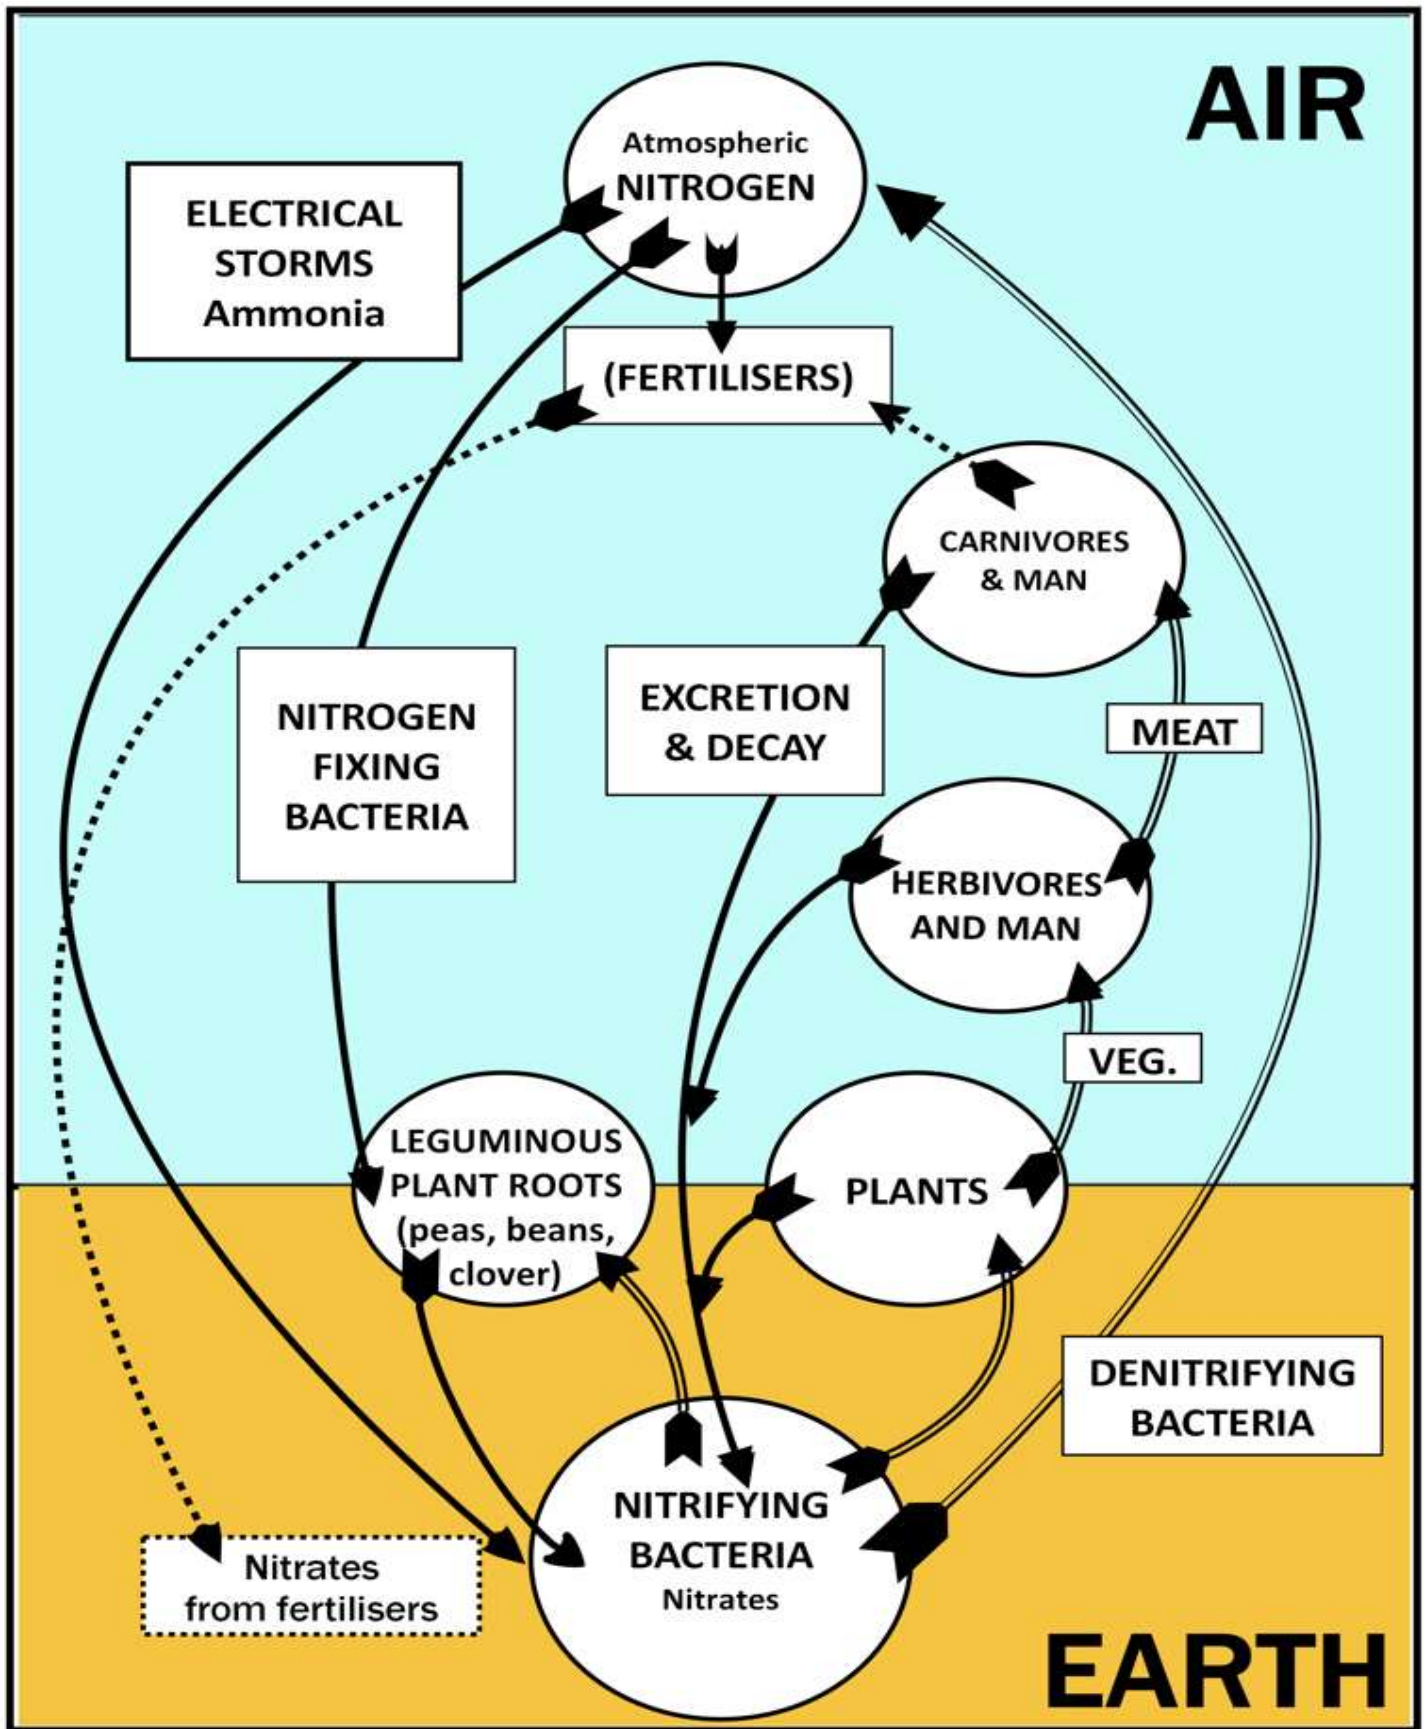 AIR
Atmospheric
NITROGEN
ELECTRICAL
STORMS
Ammonia
(FERTILISERS)
CARNIVORES
& MAN
NITROGEN
FIXING
BACTERIA
EXCRETION
& DECAY
MEAT
HERBIVORES
AND MAN
VEG.
LEGUMINOUS
PLANT ROOTS
(peas, beans,
clover)
PLANTS
DENITRIFYING
BACTERIA
NITRIFYING
BACTERIA
Nitrates
Nitrates
from fertilisers
EARTH